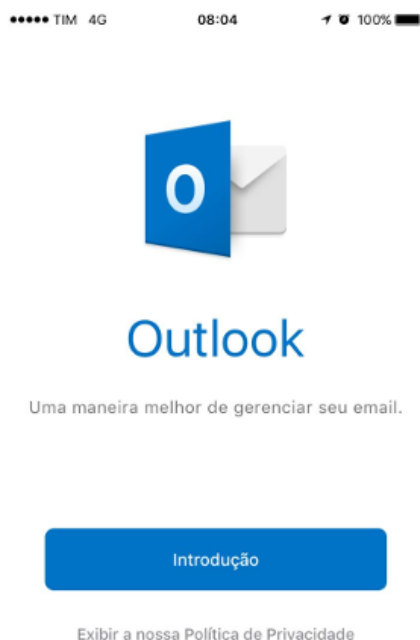 TIM 4G 08:04 100%
O
Outlook
Uma maneira melhor de gerenciar seu email.
Introdução
Exibir a nossa Política de Privacidade